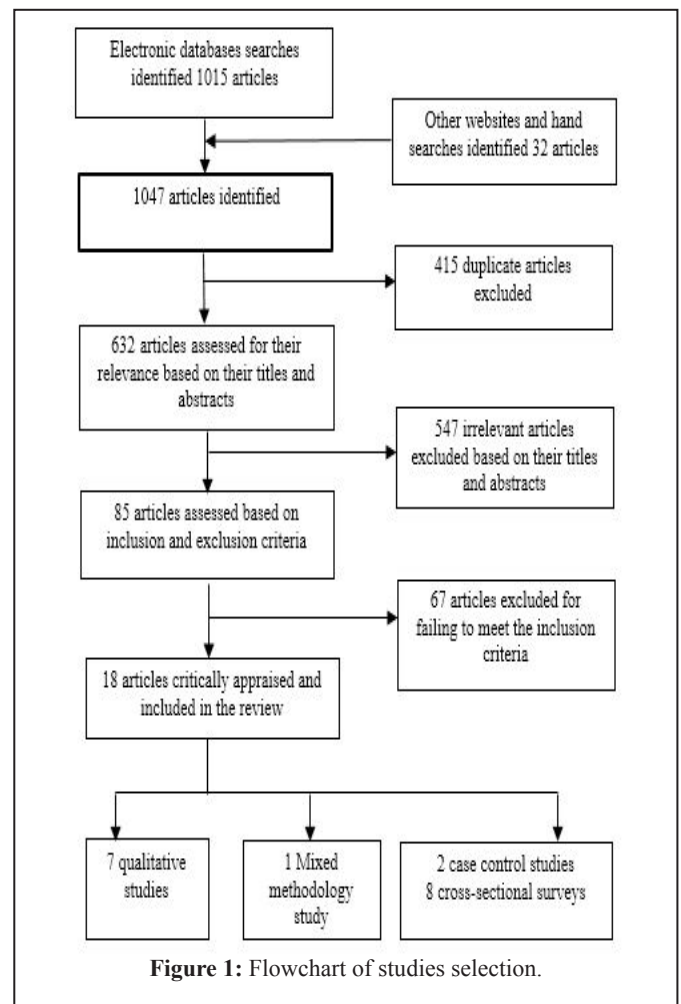 Electronic databases searches
identified 1015 articles
Other websites and hand
searches identified 32 articles
1047 articles identified
415 duplicate articles
excluded
632 articles assessed for their
relevance based on their titles and
abstracts
547 irrelevant articles
excluded based on their titles
and abstracts
85 articles assessed based on
inclusion and exclusion criteria
67 articles excluded for
failing to meet the inclusion
criteria
18 articles critically appraised and
included in the review
7 qualitative
studies
1 Mixed
methodology
study
2 case control studies
8 cross-sectional surveys
Figure 1: Flowchart of studies selection.